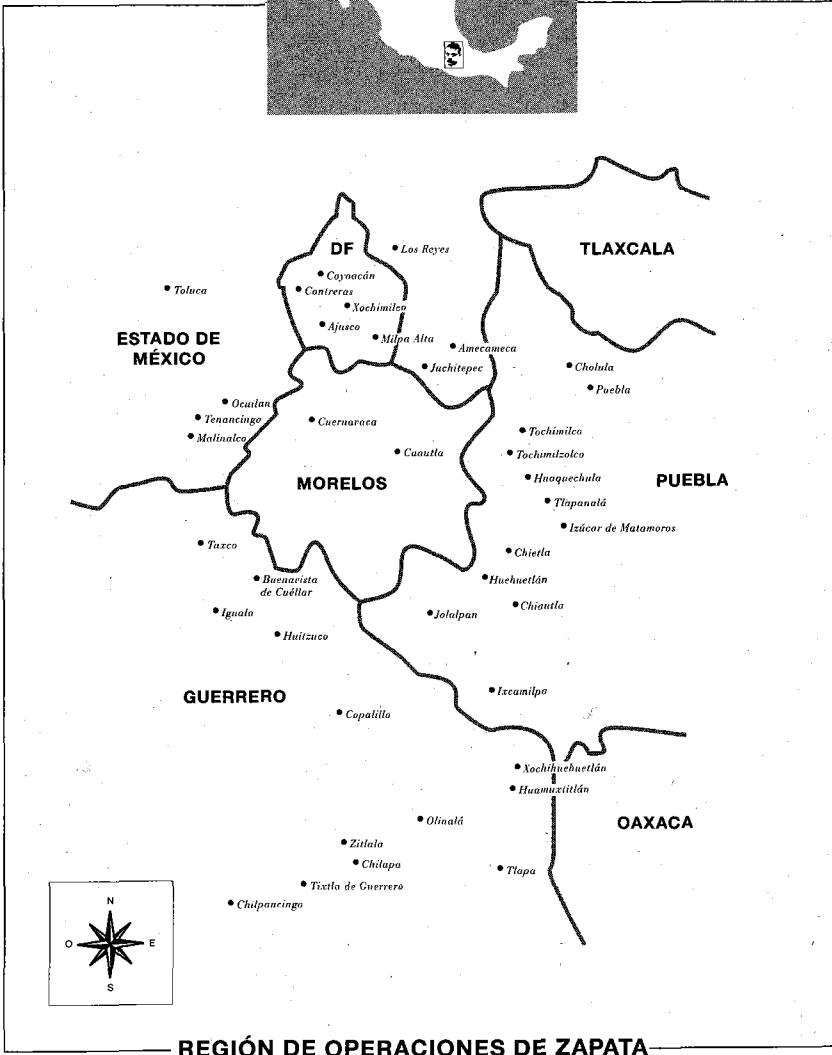 DF
Los Reyes
TLAXCALA
Coyoacán
Contreras
Toluca
Xochimilco
Ajusco
Milpa Alta
ESTADO DE
MÉXICO
Amecameca
Juchitepec
Cholula
Puebla
Ocuilan
Tenancingo
Malinalco
Cuernavaca
Cuautla
Tochimilco
Tochimilzolco
MORELOS
Huaquechula
PUEBLA
Tlapanalá
Izúcar de Matamoros
Taxco
Chietla
Buenavista
de Cuéllar
Huehuetlán
Iguala
Chiautla
Jolalpan
Huitzuco
GUERRERO
Ixcamilpa
Copalillo
Xochihuehuetlán
Huamuxtitlán
Olinalá
OAXACA
Zitlala
Chilapa
Tlapa
Tixtla de Guerrero
Chilpancingo
N
O
E
S
REGIÓN DE OPERACIONES DE ZAPATA